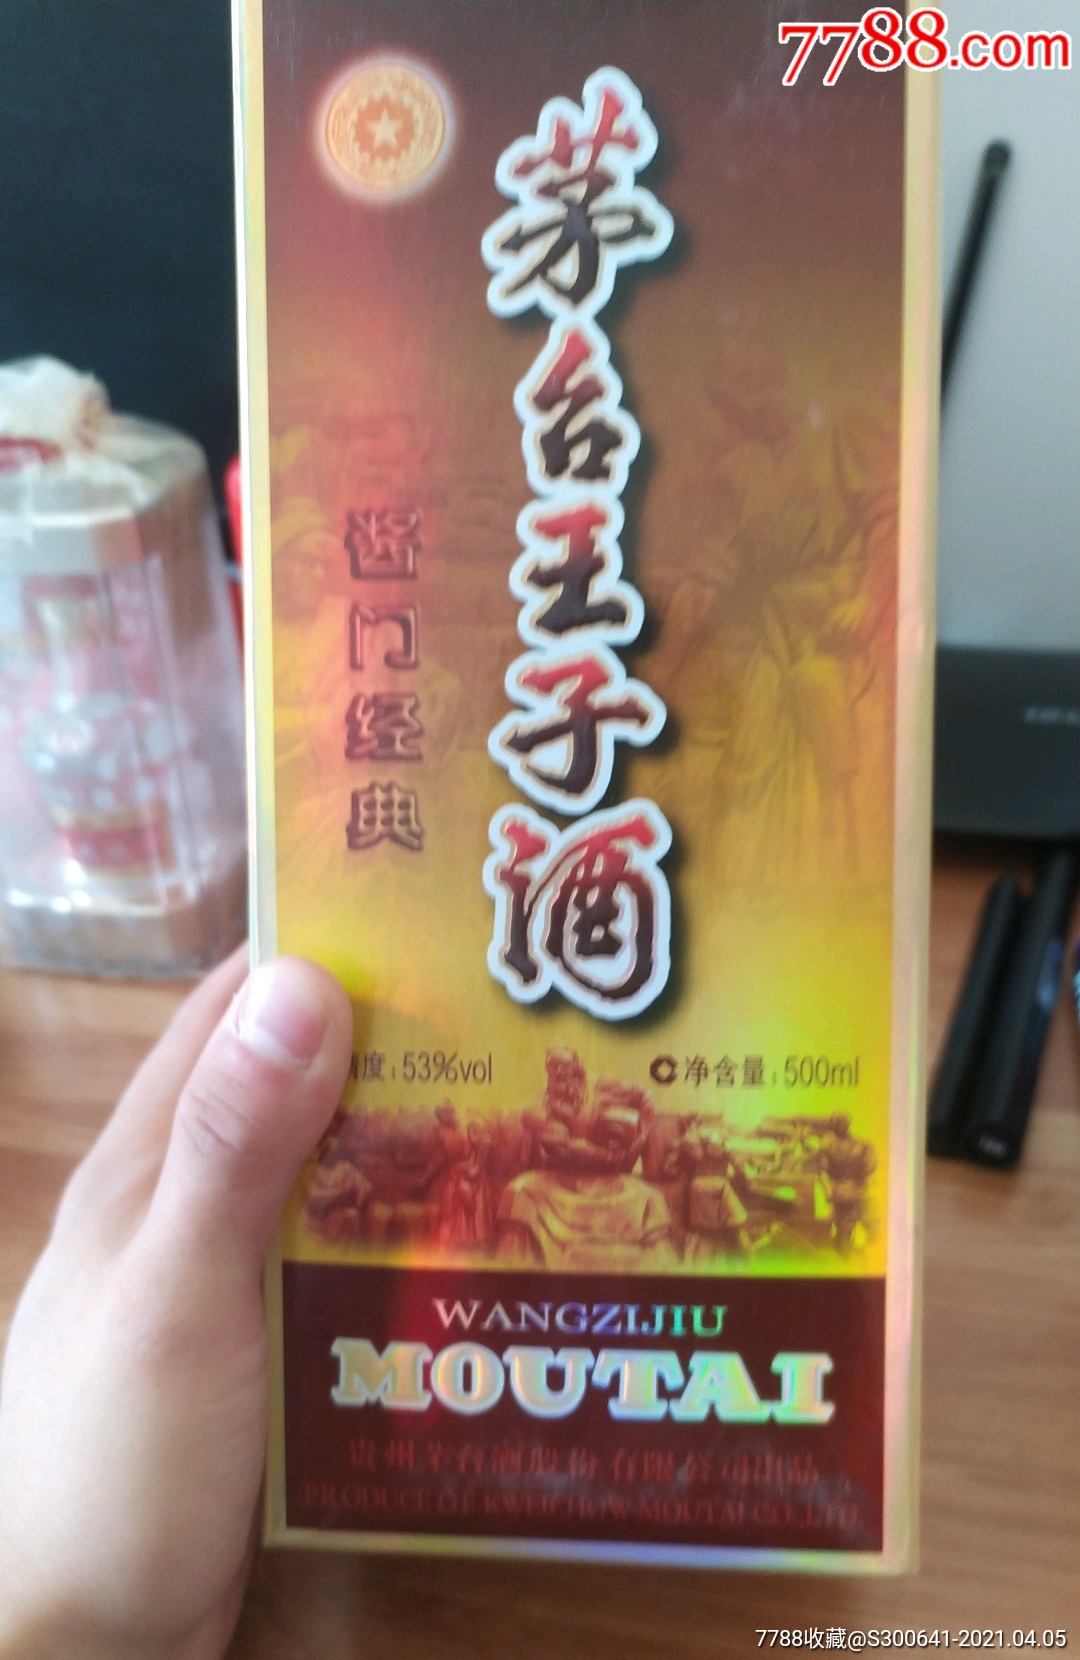 7788.com
茅台王子酒
酱门经典
精度:53%vol
净含量:500ml
WANGZIJIU
MOUTAI
贵州茅台酒股份有限公司出品
PRODUCE OF KWEICHOW MOUTAI CO.,LTD.
7788收藏@S300641-2021.04.05